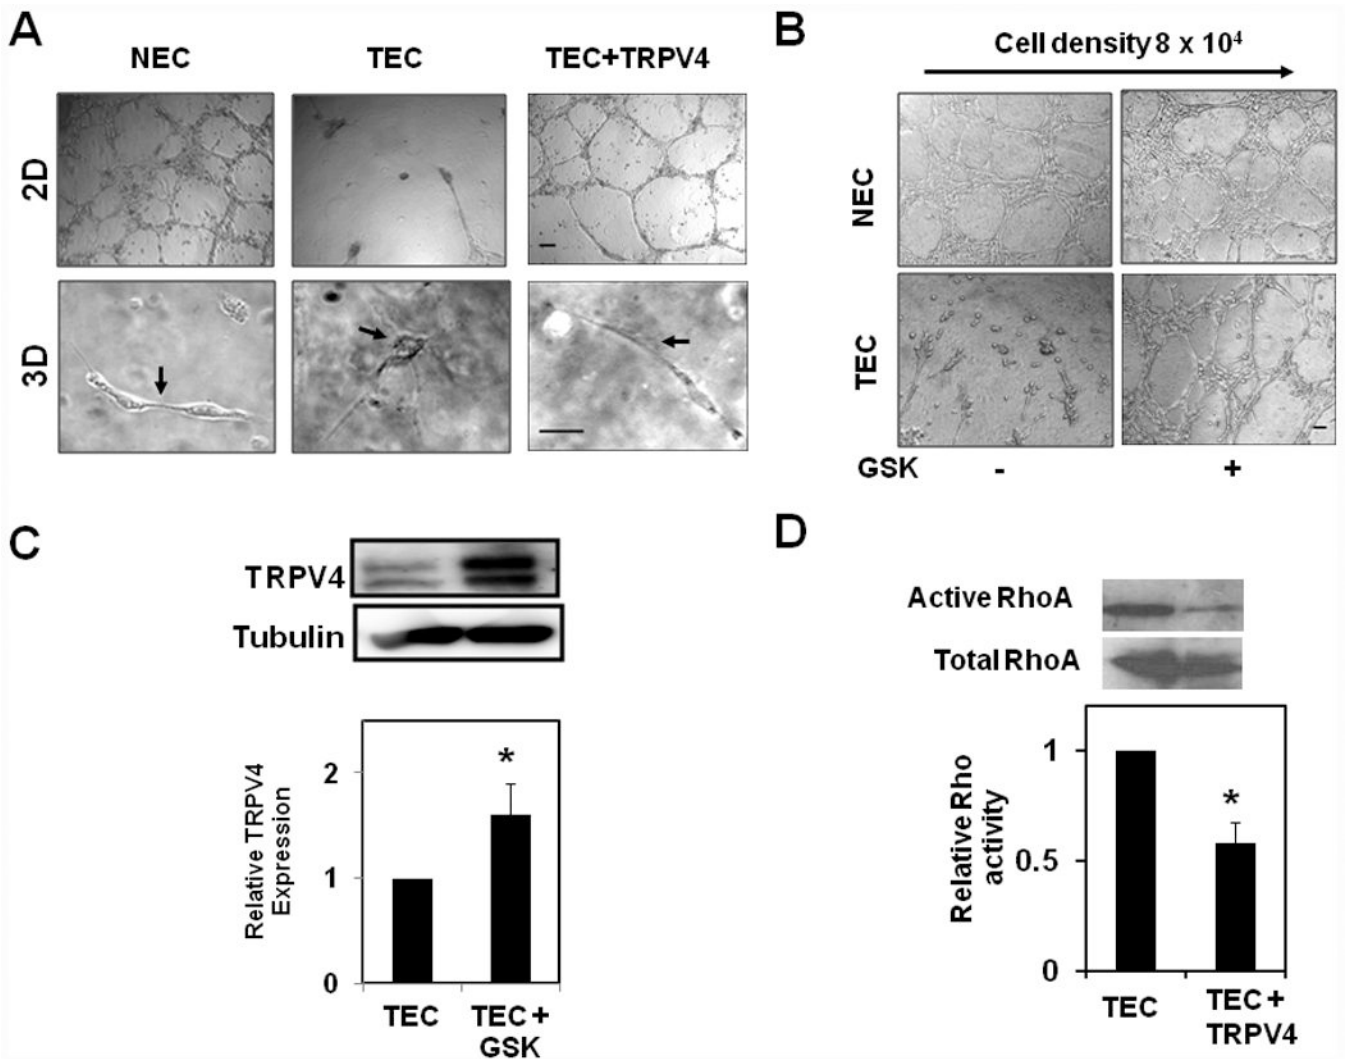 A
NEC
TEC
TEC+TRPV4
2D
3D
B
Cell density 8 x 10⁴
NEC
TEC
GSK
-
+
C
TRPV4
Tubulin
Relative TRPV4
Expression
2
1
0
*
TEC
TEC +
GSK
D
Active RhoA
Total RhoA
Relative Rho
activity
1
0.5
0
*
TEC
TEC +
TRPV4